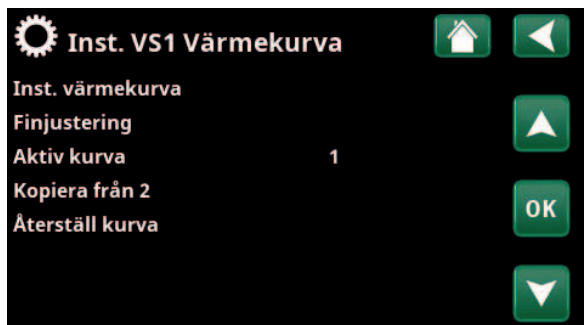 Inst. VS1 Värmekurva
Inst. värmekurva
Finjustering
Aktiv kurva 1
Kopiera från 2
Återställ kurva
OK